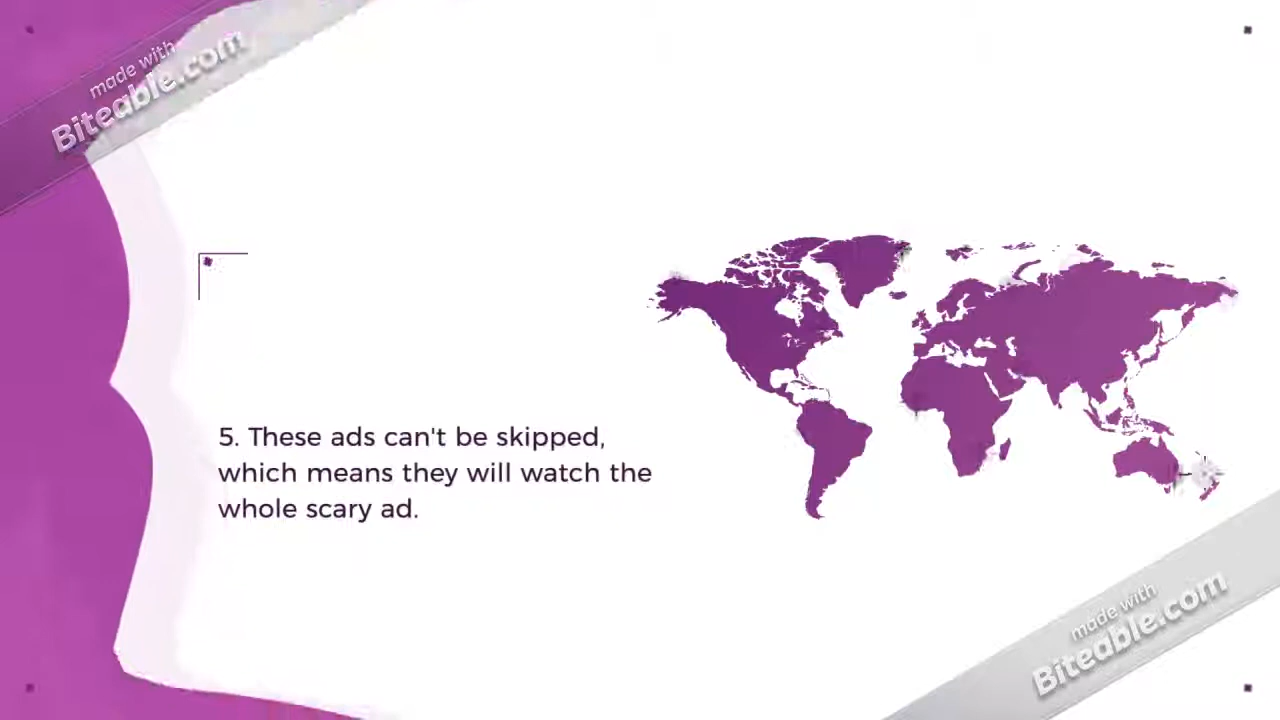 made with
Biteable.com
5. These ads can't be skipped,
which means they will watch the
whole scary ad.
made with
Biteable.com